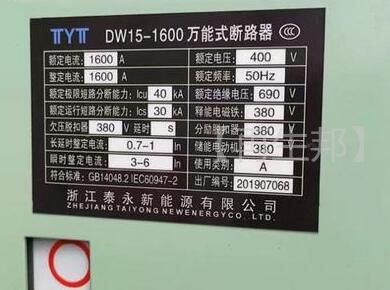 TYT DW15-1600 万能式断路器 CCC
额定电流: 1600 A 额定电压: 400 V
整定电流: 1600 A 额定频率: 50Hz
额定极限短路分断能力: Icu 40 kA 额定绝缘电压: 690 V
额定运行短路分断能力: Ics 30 kA 释能电磁铁: 380
欠压脱扣器 380 V 延时 s 分励脱扣器: 380
长延时整定电流: 0.7-1 In 储能电动机: 380
瞬时整定电流: 3-6 In 使用类别: A
符合标准: GB14048.2 IEC60947-2 出厂编号: 201907068
浙江泰永新能源有限公司
ZHEJIANG TAIYONG NEWENERGY CO.LTD.